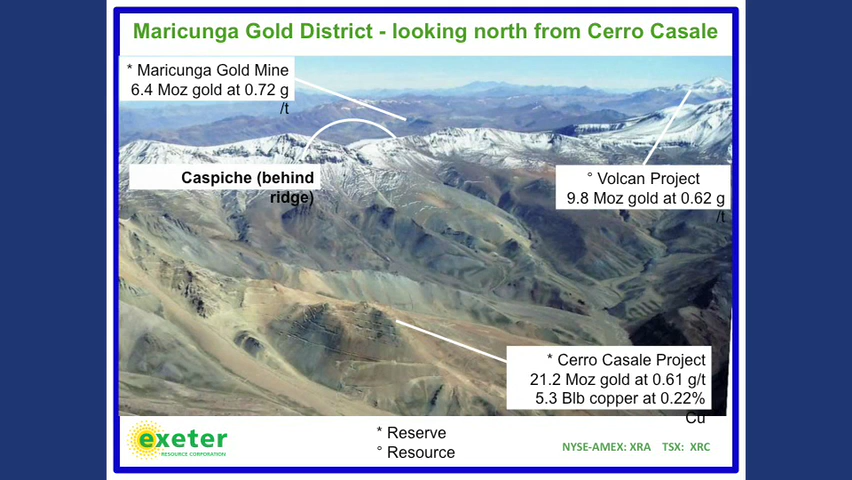 Maricunga Gold District - looking north from Cerro Casale
* Maricunga Gold Mine
6.4 Moz gold at 0.72 g
/t
Caspiche (behind
ridge)
° Volcan Project
9.8 Moz gold at 0.62 g
/t
* Cerro Casale Project
21.2 Moz gold at 0.61 g/t
5.3 Blb copper at 0.22%
Cu
exeter
RESOURCE CORPORATION
* Reserve
° Resource
NYSE-AMEX: XRA TSX: XRC